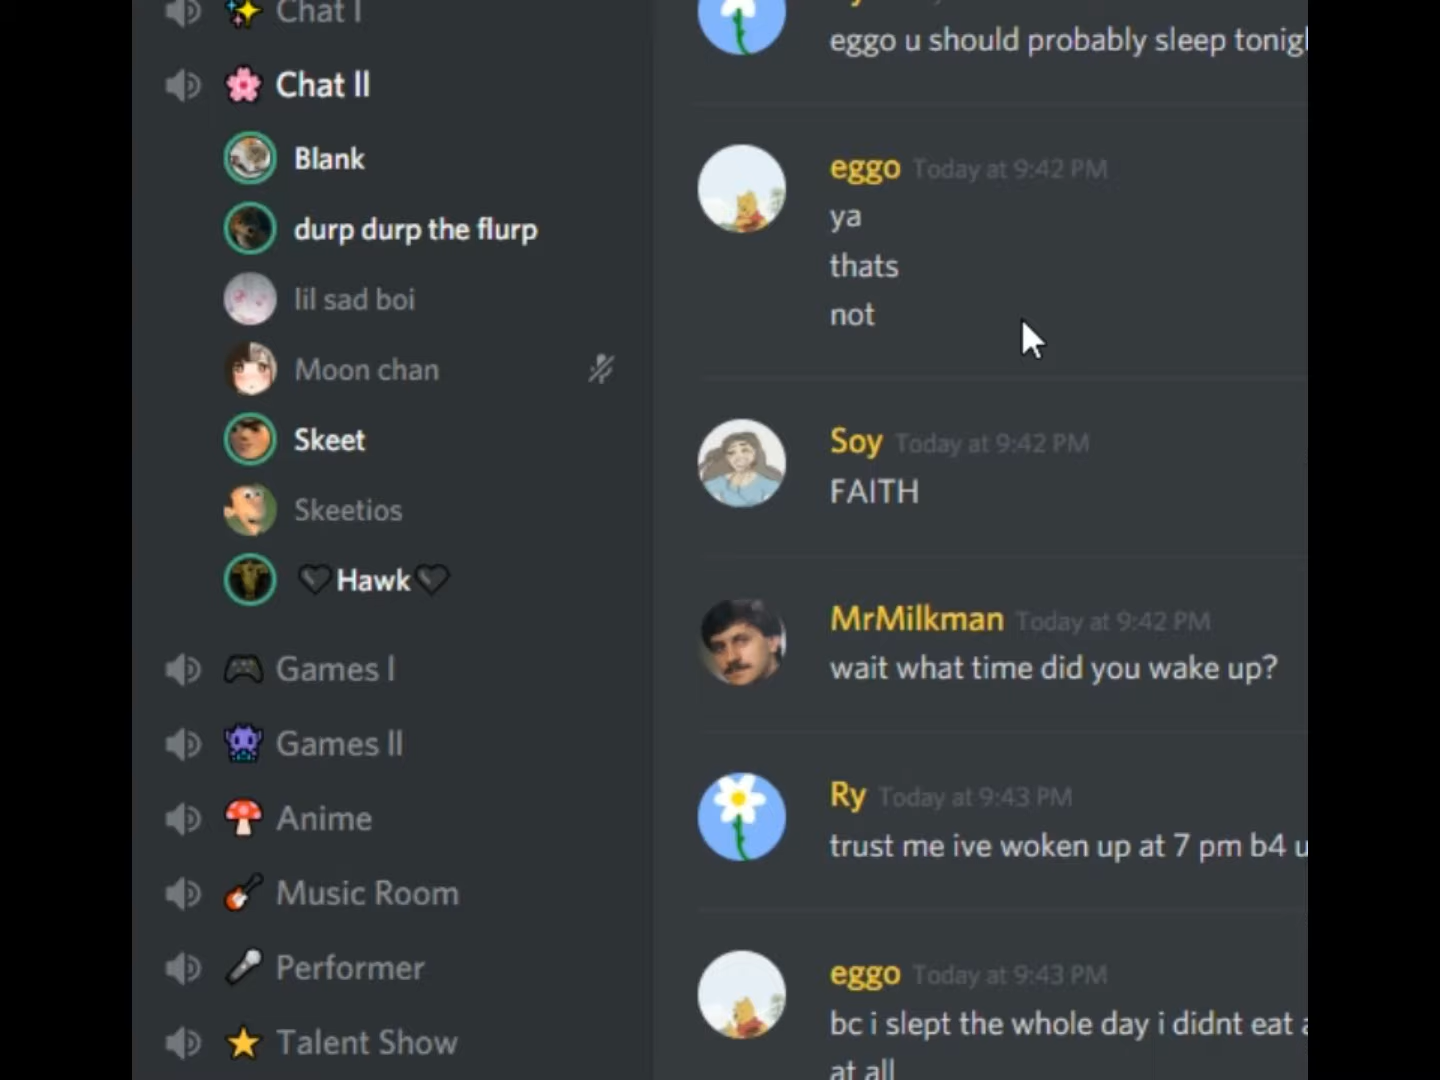 Chat I
Chat II
Blank
durp durp the flurp
lil sad boi
Moon chan
Skeet
Skeetios
Hawk
Games I
Games II
Anime
Music Room
Performer
Talent Show
eggo u should probably sleep
eggo Today at 9:42 PM
ya
thats
not
Soy Today at 9:42 PM
FAITH
MrMilkman Today at 9:42 PM
wait what time did you wake up?
Ry Today at 9:43 PM
trust me ive woken up at 7 pm b4 u
eggo Today at 9:43 PM
bc i slept the whole day i didnt eat
at all